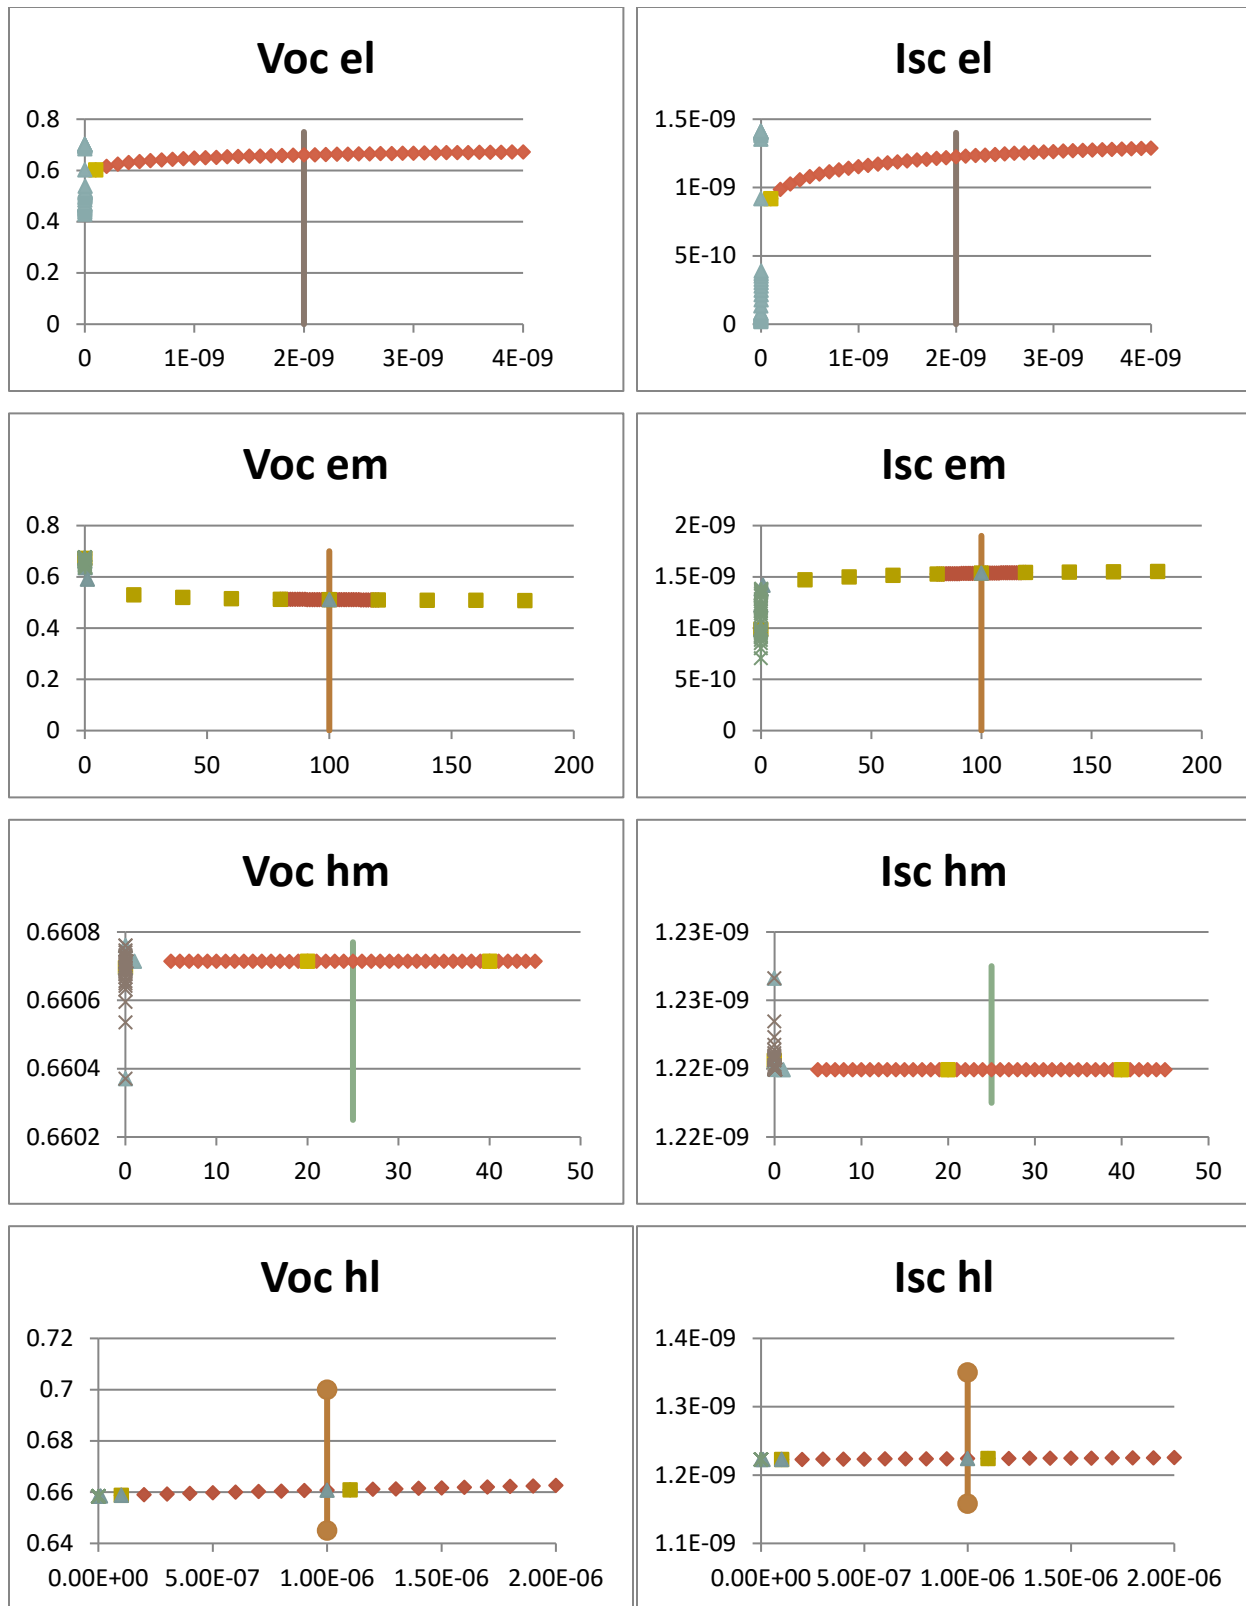 Voc el
0.8
0.6
0.4
0.2
0
0 1E-09 2E-09 3E-09 4E-09
Isc el
1.5E-09
1E-09
5E-10
0
0 1E-09 2E-09 3E-09 4E-09
Voc em
0.8
0.6
0.4
0.2
0
0 50 100 150 200
Isc em
2E-09
1.5E-09
1E-09
5E-10
0
0 50 100 150 200
Voc hm
0.6608
0.6606
0.6604
0.6602
0 10 20 30 40 50
Isc hm
1.23E-09
1.23E-09
1.22E-09
1.22E-09
0 10 20 30 40 50
Voc hl
0.72
0.7
0.68
0.66
0.64
0.00E+00 5.00E-07 1.00E-06 1.50E-06 2.00E-06
Isc hl
1.4E-09
1.3E-09
1.2E-09
1.1E-09
0.00E+00 5.00E-07 1.00E-06 1.50E-06 2.00E-06